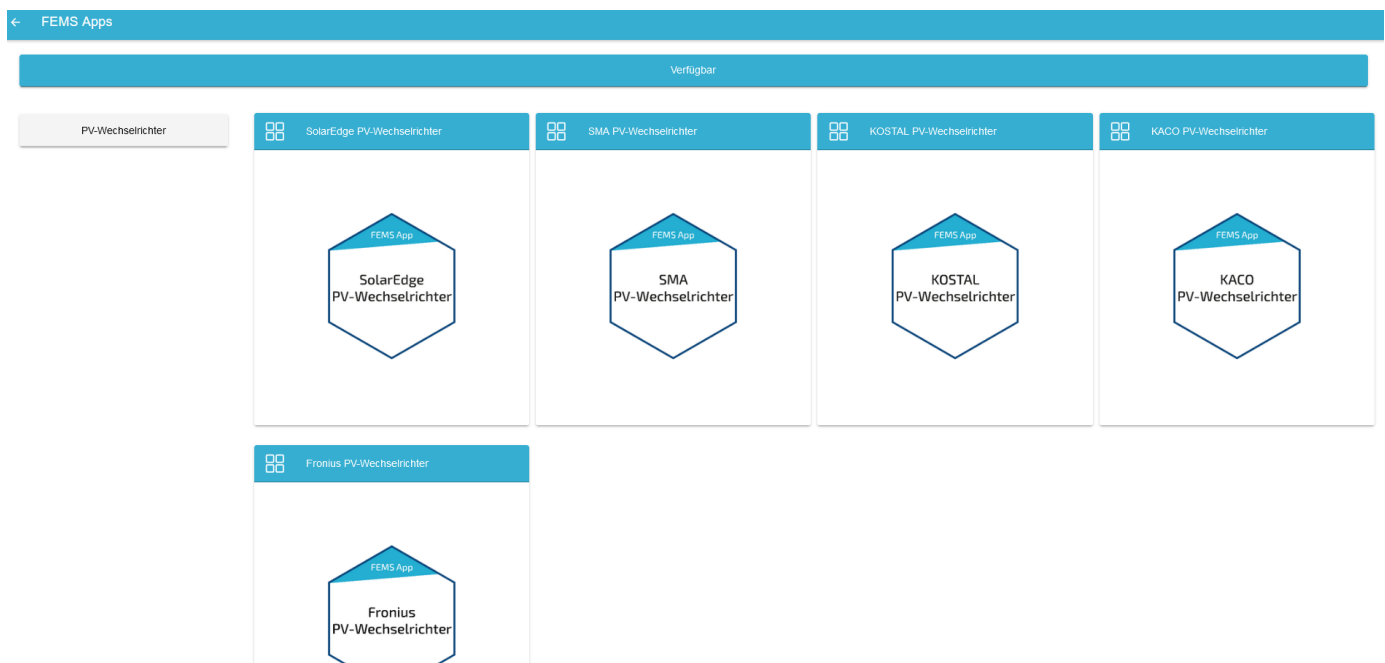 FEMS Apps
Verfügbar
PV-Wechselrichter
SolarEdge PV-Wechselrichter
SMA PV-Wechselrichter
KOSTAL PV-Wechselrichter
KACO PV-Wechselrichter
FEMS App
SolarEdge
PV-Wechselrichter
FEMS App
SMA
PV-Wechselrichter
FEMS App
KOSTAL
PV-Wechselrichter
FEMS App
KACO
PV-Wechselrichter
Fronius PV-Wechselrichter
FEMS App
Fronius
PV-Wechselrichter